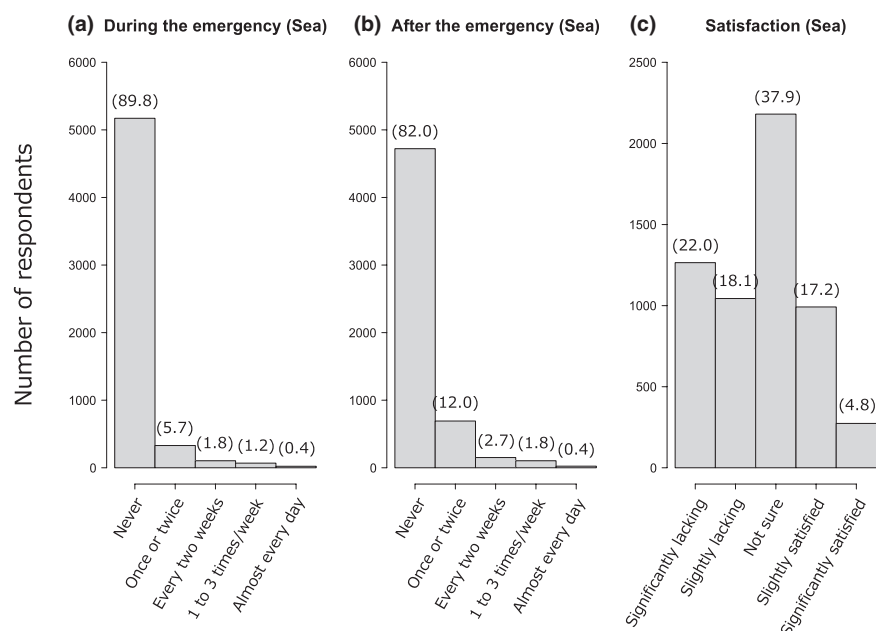 (a) During the emergency (Sea)
(b) After the emergency (Sea)
(c) Satisfaction (Sea)
Number of respondents
6000
5000
4000
3000
2000
1000
0
(89.8)
(5.7)
(1.8)
(1.2)
(0.4)
Never
Once or twice
Every two weeks
1 to 3 times/week
Almost every day
6000
5000
4000
3000
2000
1000
0
(82.0)
(12.0)
(2.7)
(1.8)
(0.4)
Never
Once or twice
Every two weeks
1 to 3 times/week
Almost every day
2500
2000
1500
1000
500
0
(22.0)
(18.1)
(37.9)
(17.2)
(4.8)
Significantly lacking
Slightly lacking
Not sure
Slightly satisfied
Significantly satisfied